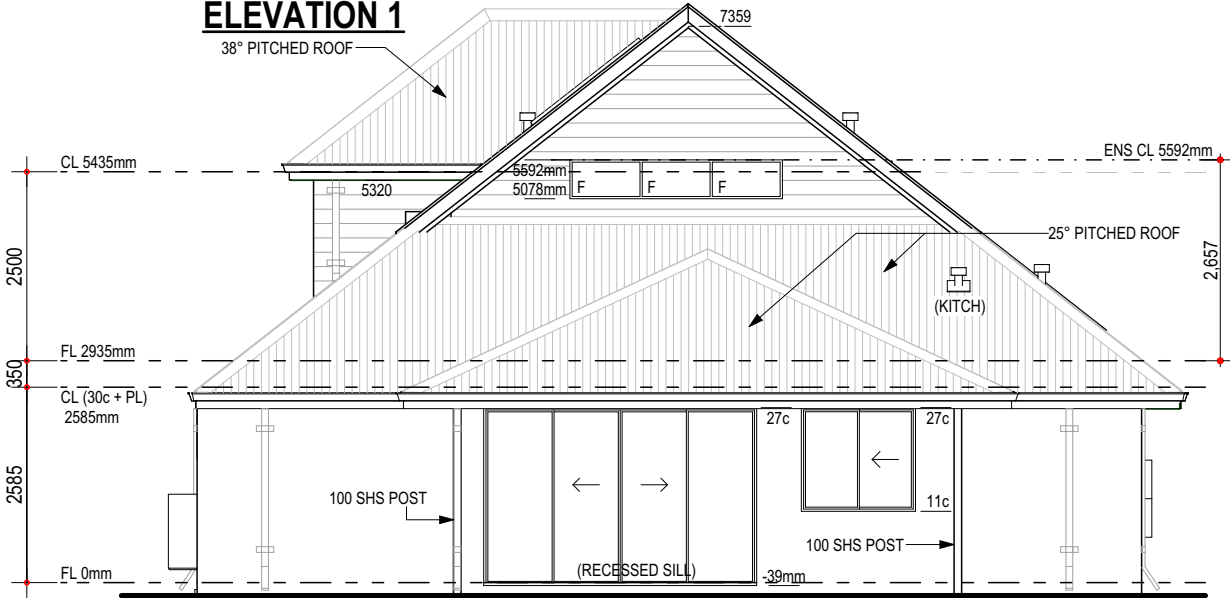 ELEVATION 1
7359
38° PITCHED ROOF
CL 5435mm
ENS CL 5592mm
5592mm
5320
5078mm
F
F
F
25° PITCHED ROOF
2500
2,657
(KITCH)
FL 2935mm
350
CL (30c + PL)
2585mm
27c
27c
2585
100 SHS POST
11c
100 SHS POST
(RECESSED SILL)
FL 0mm
-39mm